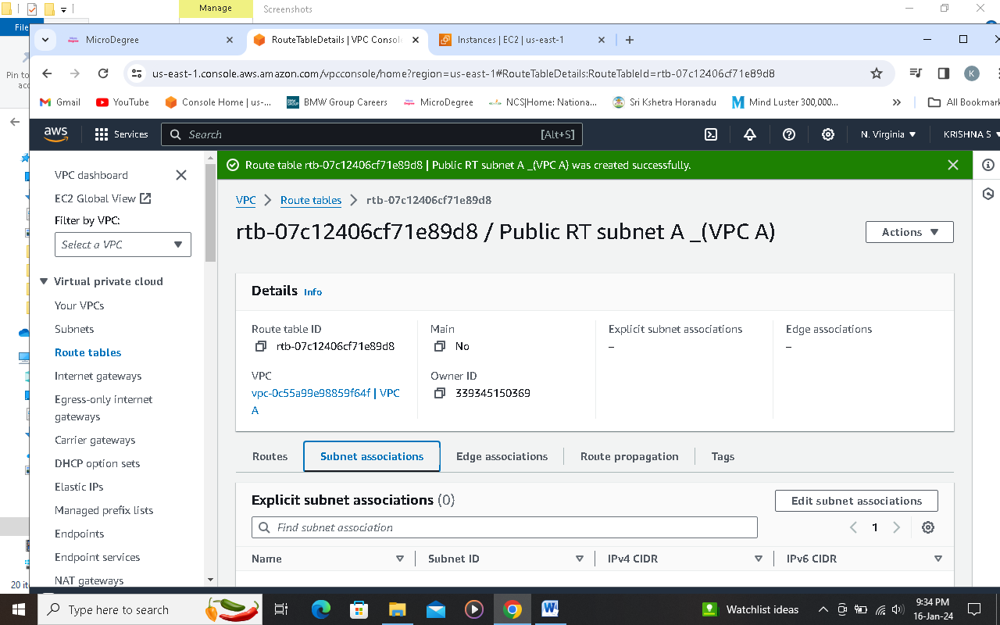 Manage
Screenshots
File
Pin to
acc
MicroDegree
RouteTableDetails | VPC Consol
Instances | EC2 | us-east-1
us-east-1.console.aws.amazon.com/vpcconsole/home?region=us-east-1#RouteTableDetails:RouteTableId=rtb-07c12406cf71e89d8
K
Gmail
YouTube
Console Home | us-...
BMW Group Careers
MicroDegree
NCS|Home: Nationa...
Sri Kshetra Horanadu
Mind Luster 300,000...
All Bookmar
aws
Services
Search
[Alt+S]
N. Virginia
KRISHNA S
VPC dashboard
EC2 Global View
Filter by VPC:
Select a VPC
Virtual private cloud
Your VPCs
Subnets
Route tables
Internet gateways
Egress-only internet
gateways
Carrier gateways
DHCP option sets
Elastic IPs
Managed prefix lists
Endpoints
Endpoint services
NAT gateways
Route table rtb-07c12406cf71e89d8 | Public RT subnet A _(VPC A) was created successfully.
VPC
Route tables
rtb-07c12406cf71e89d8
rtb-07c12406cf71e89d8 / Public RT subnet A _(VPC A)
Actions
Details Info
Route table ID
rtb-07c12406cf71e89d8
Main
No
Explicit subnet associations
–
Edge associations
–
VPC
vpc-0c55a99e98859f64f | VPC
A
Owner ID
339345150369
Routes
Subnet associations
Edge associations
Route propagation
Tags
Explicit subnet associations (0)
Edit subnet associations
Find subnet association
1
Name
Subnet ID
IPv4 CIDR
IPv6 CIDR
20 it
Type here to search
Watchlist ideas
9:34 PM
16-Jan-24